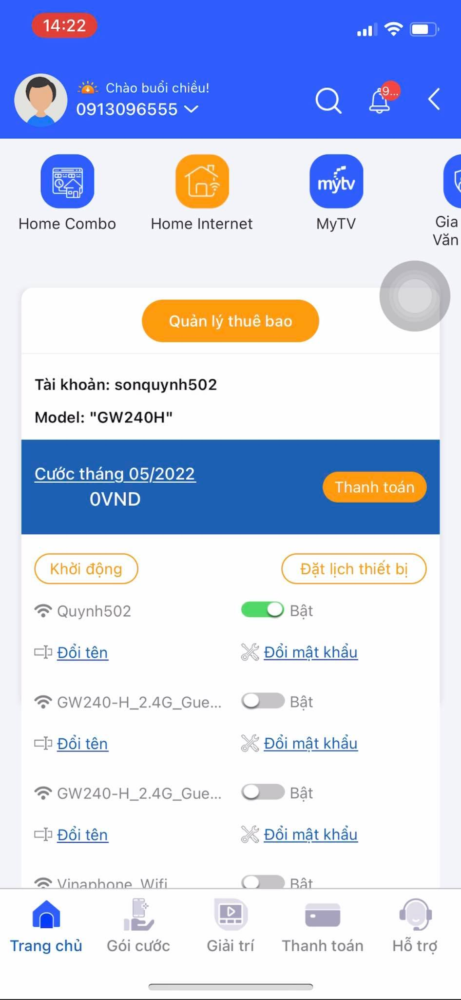 14:22
Chào buổi chiều!
0913096555
9...
Home Combo
Home Internet
mytv
MyTV
Gia
Văn
Quản lý thuê bao
Tài khoản: sonquynh502
Model: "GW240H"
Cước tháng 05/2022
0VND
Thanh toán
Khởi động
Đặt lịch thiết bị
Quynh502
Bật
Đổi tên
Đổi mật khẩu
GW240-H_2.4G_Gue...
Bật
Đổi tên
Đổi mật khẩu
GW240-H_2.4G_Gue...
Bật
Đổi tên
Đổi mật khẩu
Vinaphone_Wifi
Bật
Trang chủ
Gói cước
Giải trí
Thanh toán
Hỗ trợ